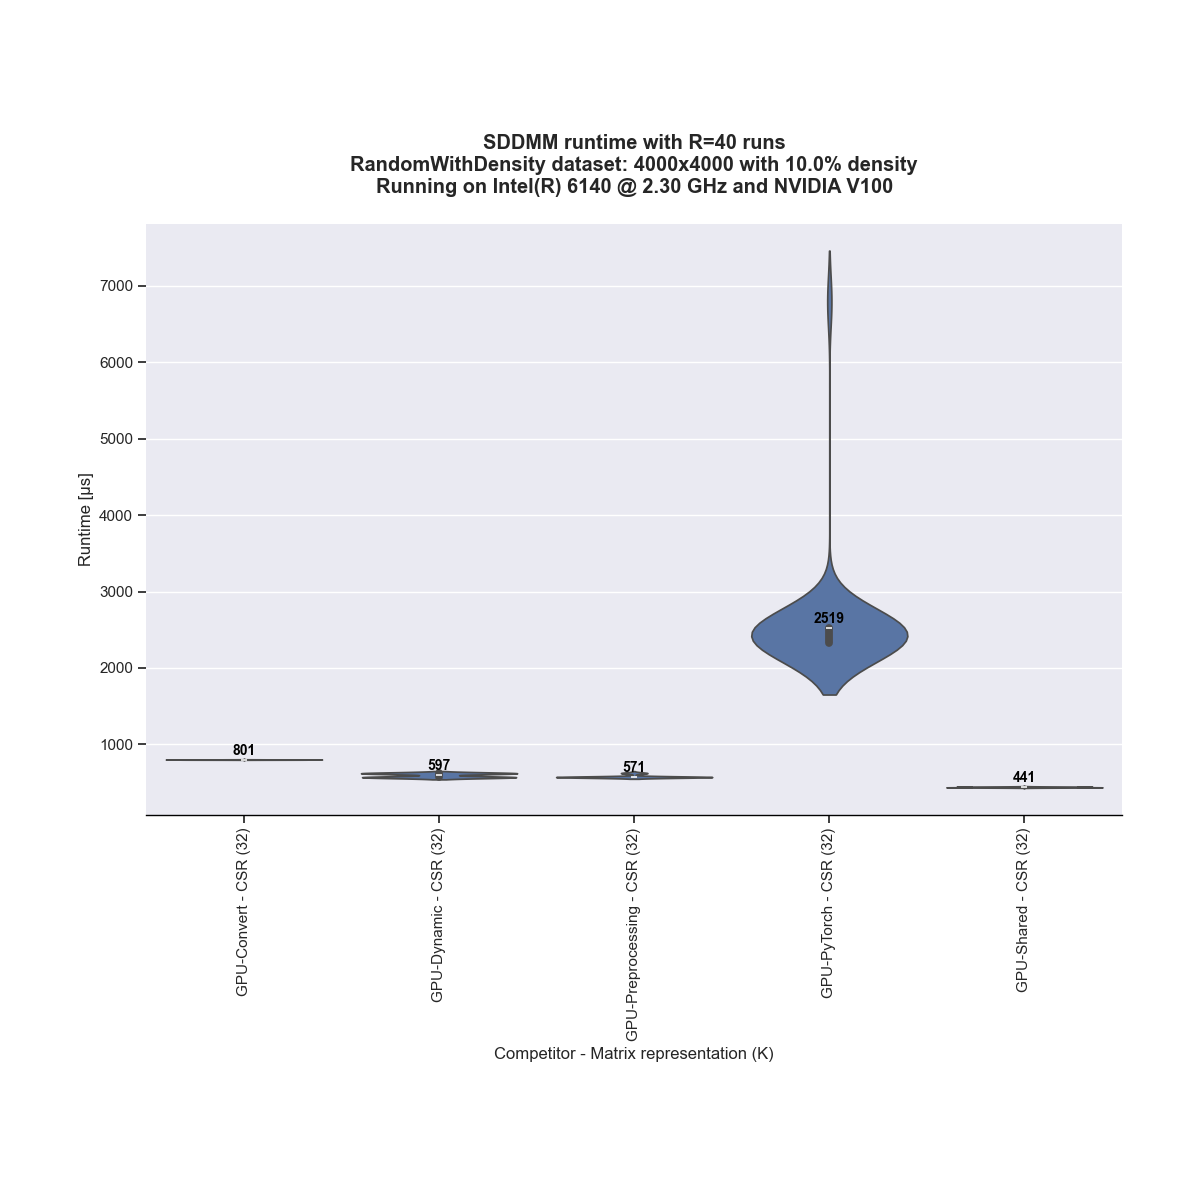 SDDMM runtime with R=40 runs
RandomWithDensity dataset: 4000x4000 with 10.0% density
Running on Intel(R) 6140 @ 2.30 GHz and NVIDIA V100
Runtime [µs]
7000
6000
5000
4000
3000
2000
1000
801
597
571
2519
441
GPU-Convert - CSR (32)
GPU-Dynamic - CSR (32)
GPU-Preprocessing - CSR (32)
GPU-PyTorch - CSR (32)
GPU-Shared - CSR (32)
Competitor - Matrix representation (K)